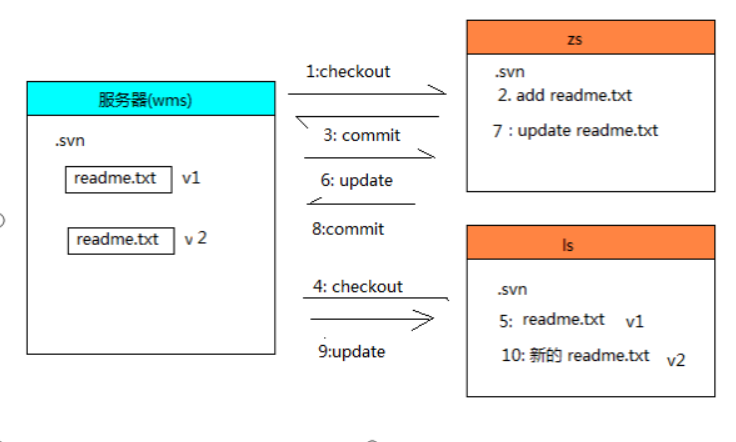 服务器(wms)
.svn
readme.txt v1
readme.txt v 2
1:checkout
3: commit
6: update
8:commit
4: checkout
9:update
zs
.svn
2. add readme.txt
7 : update readme.txt
ls
.svn
5: readme.txt v1
10: 新的 readme.txt v2